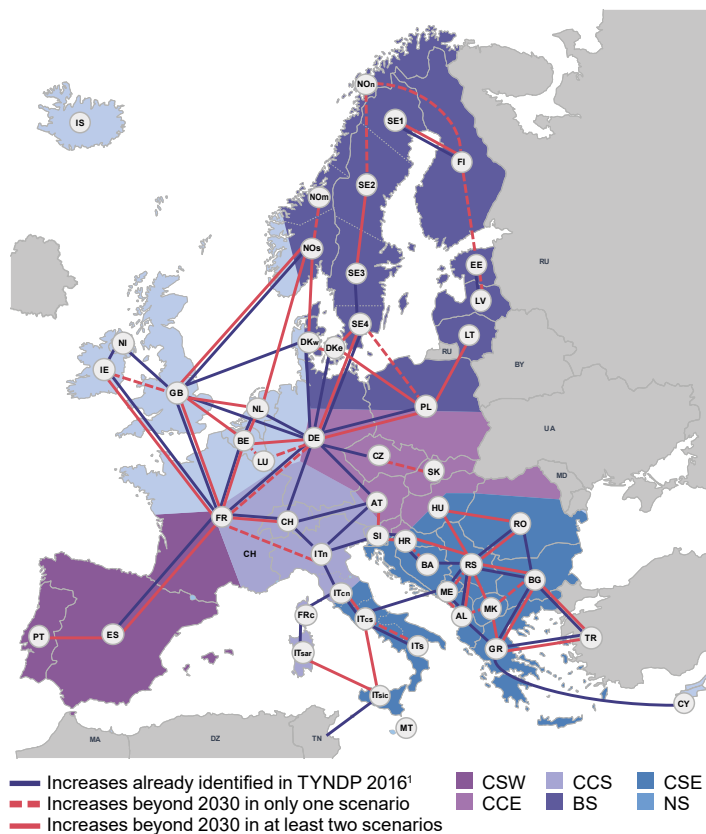 NOn
SE1
IS
FI
SE2
NOm
NOs
RU
EE
SE3
LV
SE4
LT
NI
DKw
DKe
RU
BY
IE
GB
NL
PL
UA
BE
DE
LU
CZ
SK
MD
AT
HU
FR
CH
RO
SI
HR
CH
ITn
BA
RS
BG
ITcn
ME
MK
FRc
ITcs
AL
PT
ES
ITs
GR
TR
ITsar
ITsic
CY
MT
MA
DZ
TN
Increases already identified in TYNDP 2016¹
CSW
CCS
CSE
Increases beyond 2030 in only one scenario
CCE
BS
NS
Increases beyond 2030 in at least two scenarios